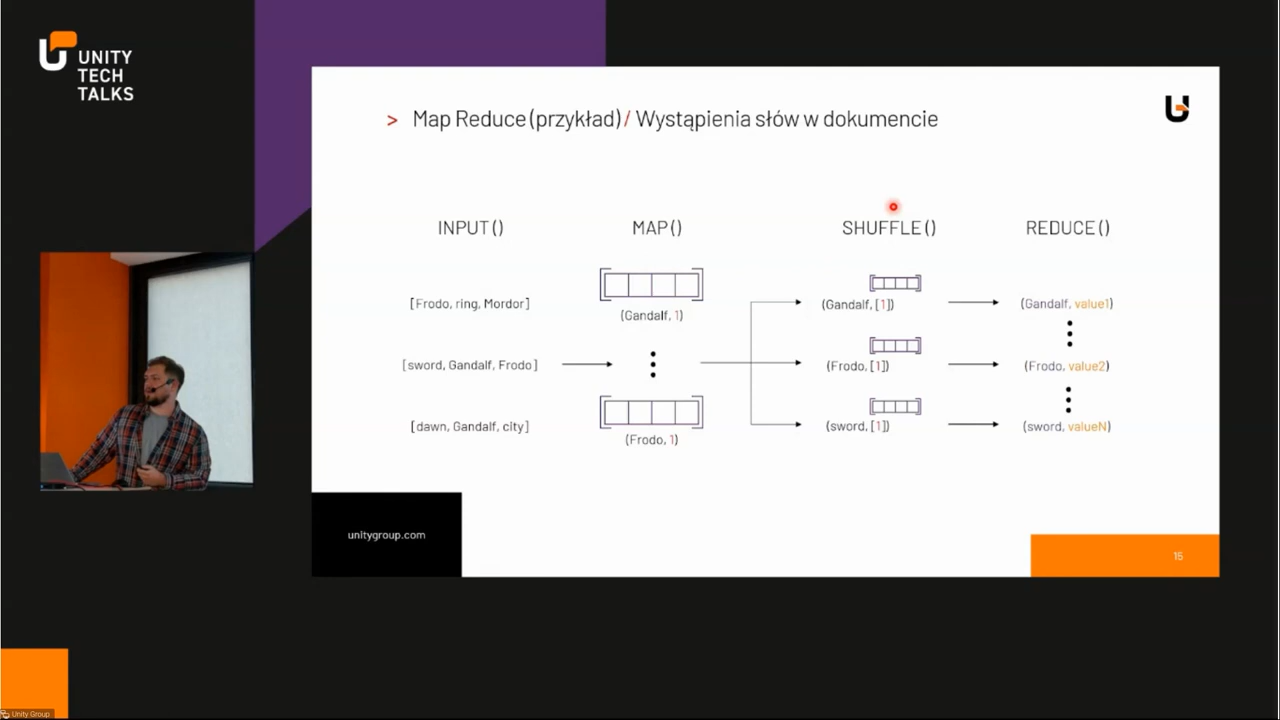 UNITY
TECH
TALKS
> Map Reduce (przykład) / Wystąpienia słów w dokumencie
INPUT() MAP() SHUFFLE() REDUCE()
[Frodo, ring, Mordor] (Gandalf, 1) (Gandalf, [1]) (Gandalf, value1)
[sword, Gandalf, Frodo] (Frodo, [1]) (Frodo, value2)
[dawn, Gandalf, city] (Frodo, 1) (sword, [1]) (sword, valueN)
unitygroup.com
15
Unity Group